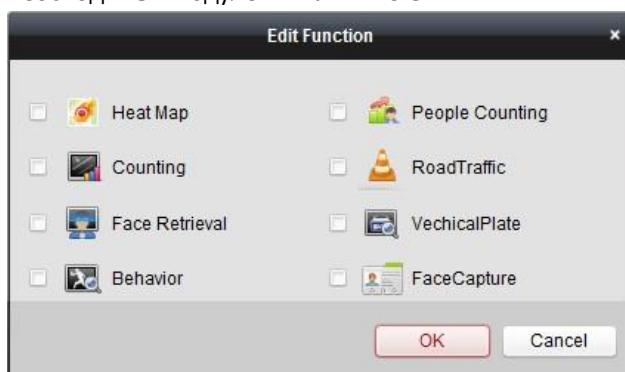 Edit Function ×
Heat Map People Counting
Counting RoadTraffic
Face Retrieval VechicalPlate
Behavior FaceCapture
OK Cancel